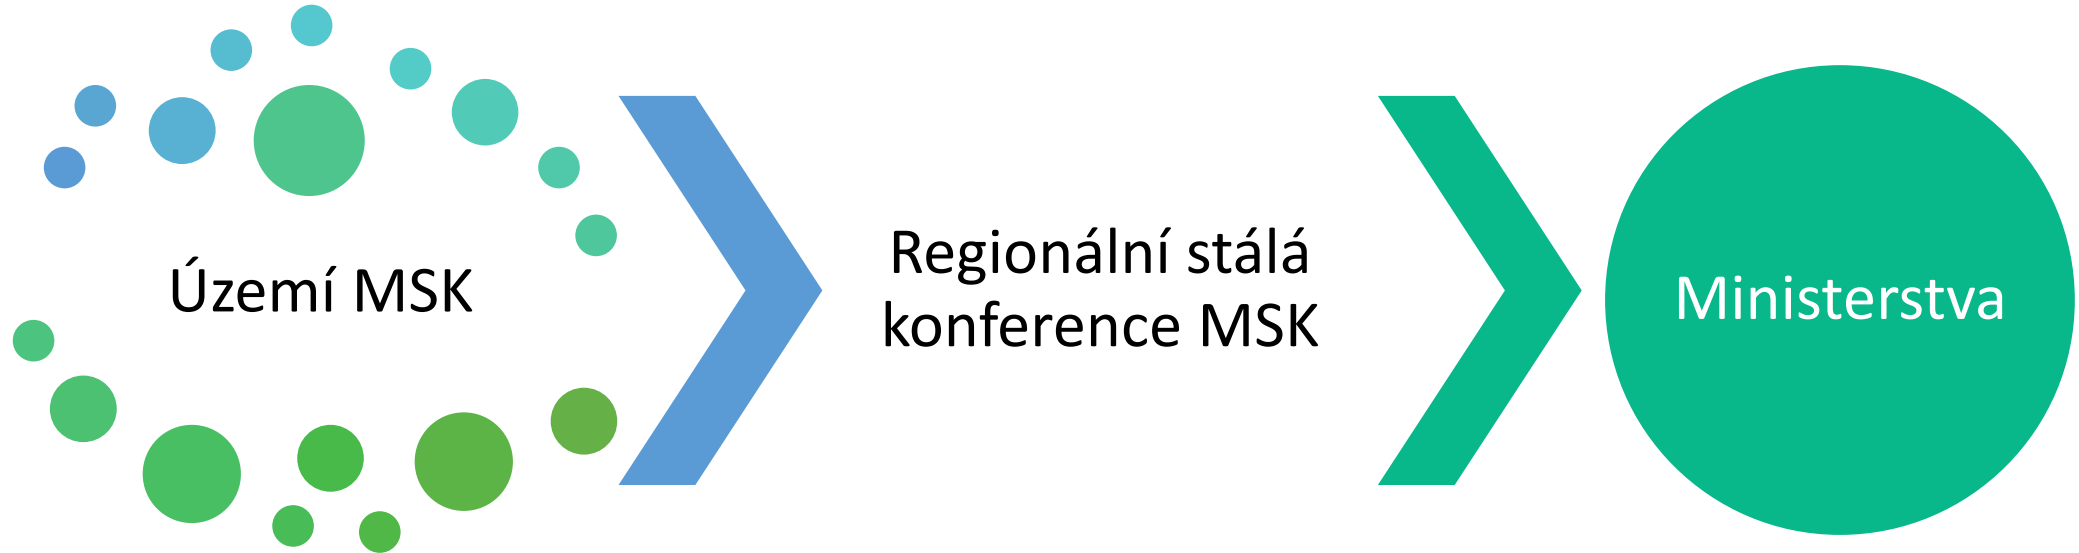 Území MSK
Regionální stálá
konference MSK
Ministerstva